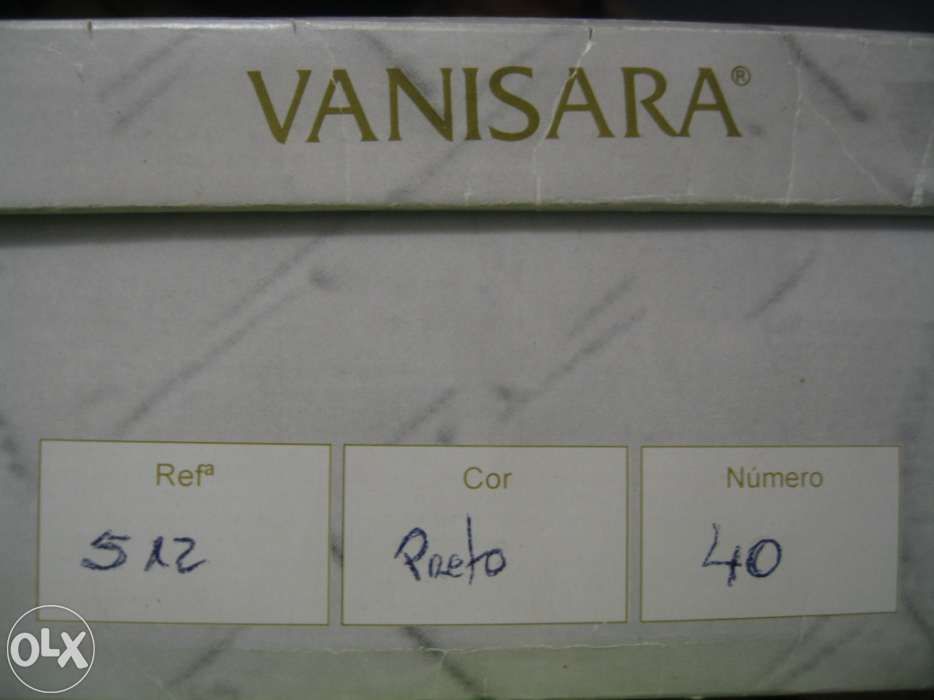 VANISARA®
Refª
Cor
Número
512
Preto
40
OLX